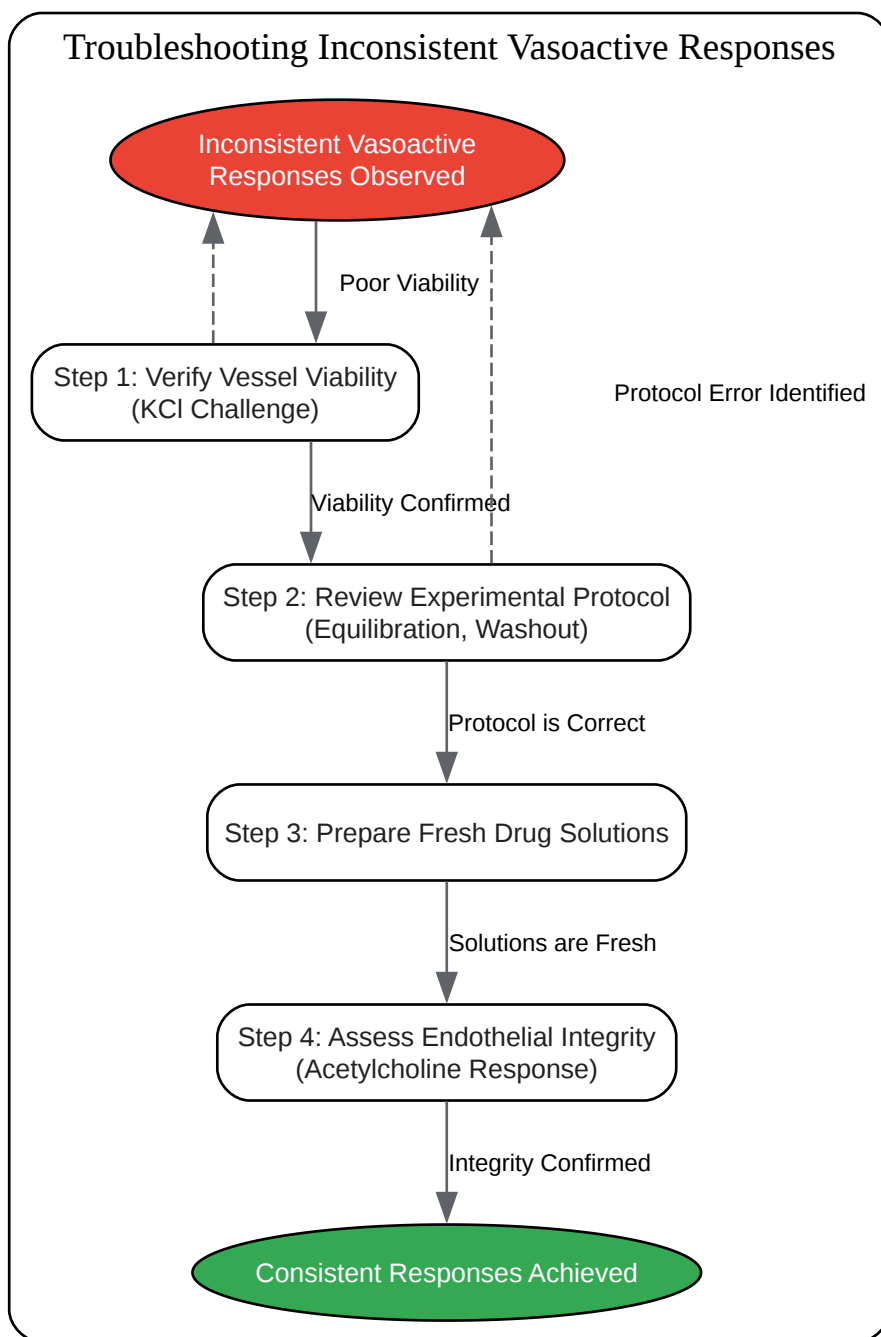 Troubleshooting Inconsistent Vasoactive Responses
Inconsistent Vasoactive
Responses Observed
Poor Viability
Step 1: Verify Vessel Viability
(KCl Challenge)
Protocol Error Identified
Viability Confirmed
Step 2: Review Experimental Protocol
(Equilibration, Washout)
Protocol is Correct
Step 3: Prepare Fresh Drug Solutions
Solutions are Fresh
Step 4: Assess Endothelial Integrity
(Acetylcholine Response)
Integrity Confirmed
Consistent Responses Achieved